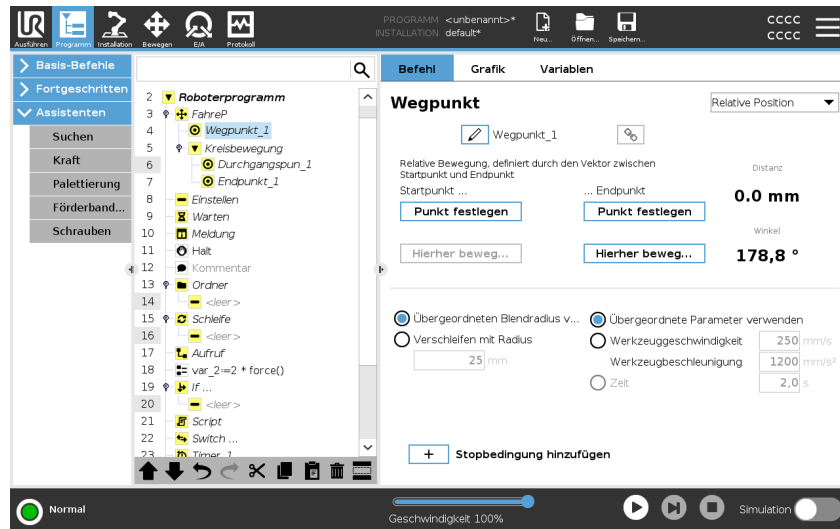 PROGRAMM <unbenannt>*
INSTALLATION default*
Ausführen Programm Installation Bewegen E/A Protokoll
Neu... Öffnen... Speichern...
CCCC
CCCC
Basis-Befehle
Fortgeschritten
Assistenten
Suchen
Kraft
Palettierung
Förderband...
Schrauben
2 Roboterprogramm
3 FahreP
4 Wegpunkt_1
5 Kreisbewegung
6 Durchgangspun_1
7 Endpunkt_1
8 Einstellen
9 Warten
10 Meldung
11 Halt
12 Kommentar
13 Ordner
14 <leer>
15 Schleife
16 <leer>
17 Aufruf
18 var_2:=2 * force()
19 If ...
20 <leer>
21 Script
22 Switch ...
23 Timer_1
Befehl Grafik Variablen
Wegpunkt
Relative Position
Wegpunkt_1
Relative Bewegung, definiert durch den Vektor zwischen
Startpunkt und Endpunkt
Startpunkt ... ... Endpunkt
Punkt festlegen Punkt festlegen
Hierher beweg... Hierher beweg...
Distanz
0.0 mm
Winkel
178,8 °
Übergeordneten Blendradius v...
Verschleifen mit Radius
25 mm
Übergeordnete Parameter verwenden
Werkzeuggeschwindigkeit 250 mm/s
Werkzeugbeschleunigung 1200 mm/s²
Zeit 2,0 s
+ Stopbedingung hinzufügen
Normal
Geschwindigkeit 100%
Simulation